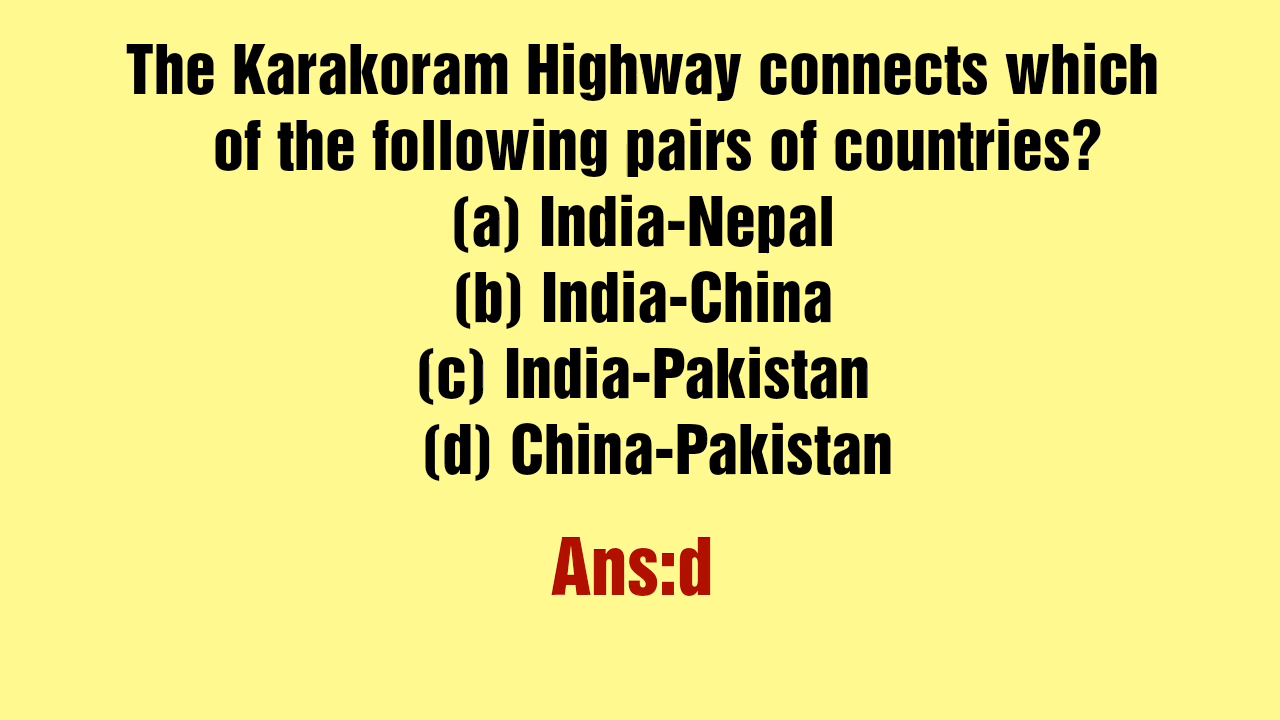 The Karakoram Highway connects which
of the following pairs of countries?
(a) India-Nepal
(b) India-China
(c) India-Pakistan
(d) China-Pakistan
Ans:d